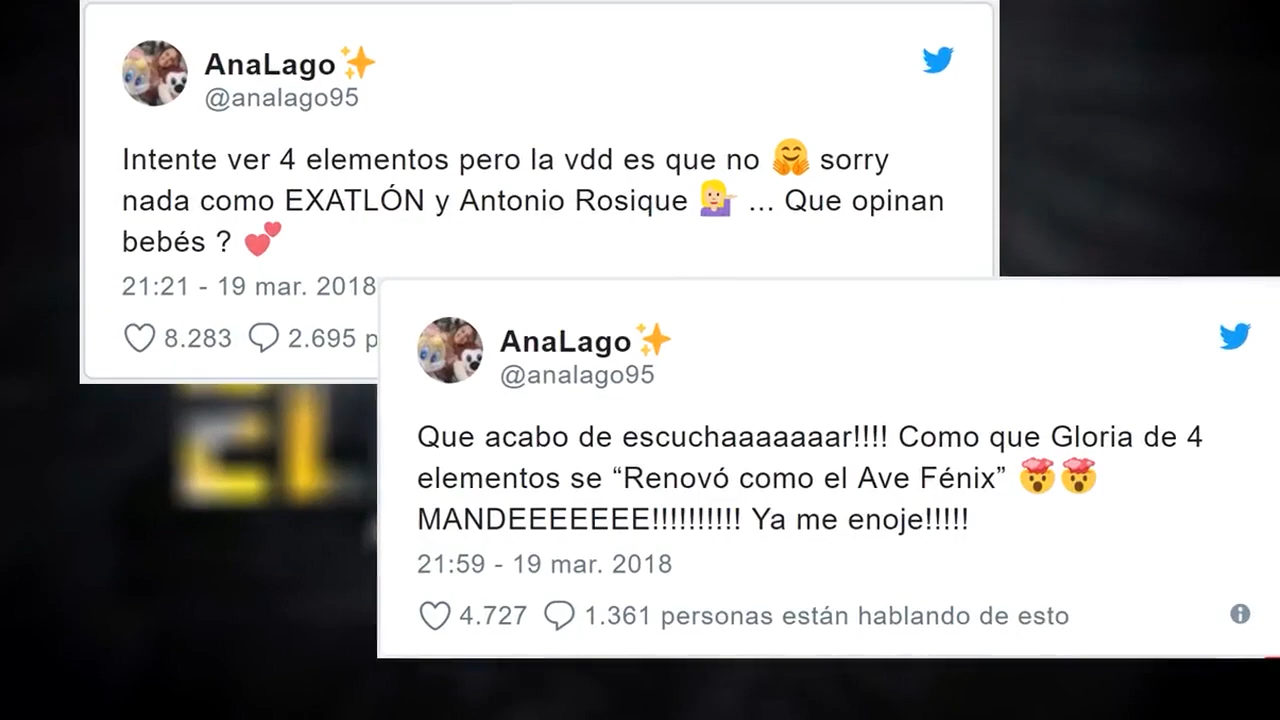 AnaLago✨
@analago95
Intente ver 4 elementos pero la vdd es que no 🤗 sorry
nada como EXATLÓN y Antonio Rosique 💁🏼 ... Que opinan
bebés ? 💕
21:21 - 19 mar. 2018
8.283 2.695 p
AnaLago✨
@analago95
Que acabo de escuchaaaaaaar!!!! Como que Gloria de 4
elementos se “Renovó como el Ave Fénix” 🤯🤯
MANDEEEEEEE!!!!!!!!!! Ya me enoje!!!!!
21:59 - 19 mar. 2018
4.727 1.361 personas están hablando de esto
EL